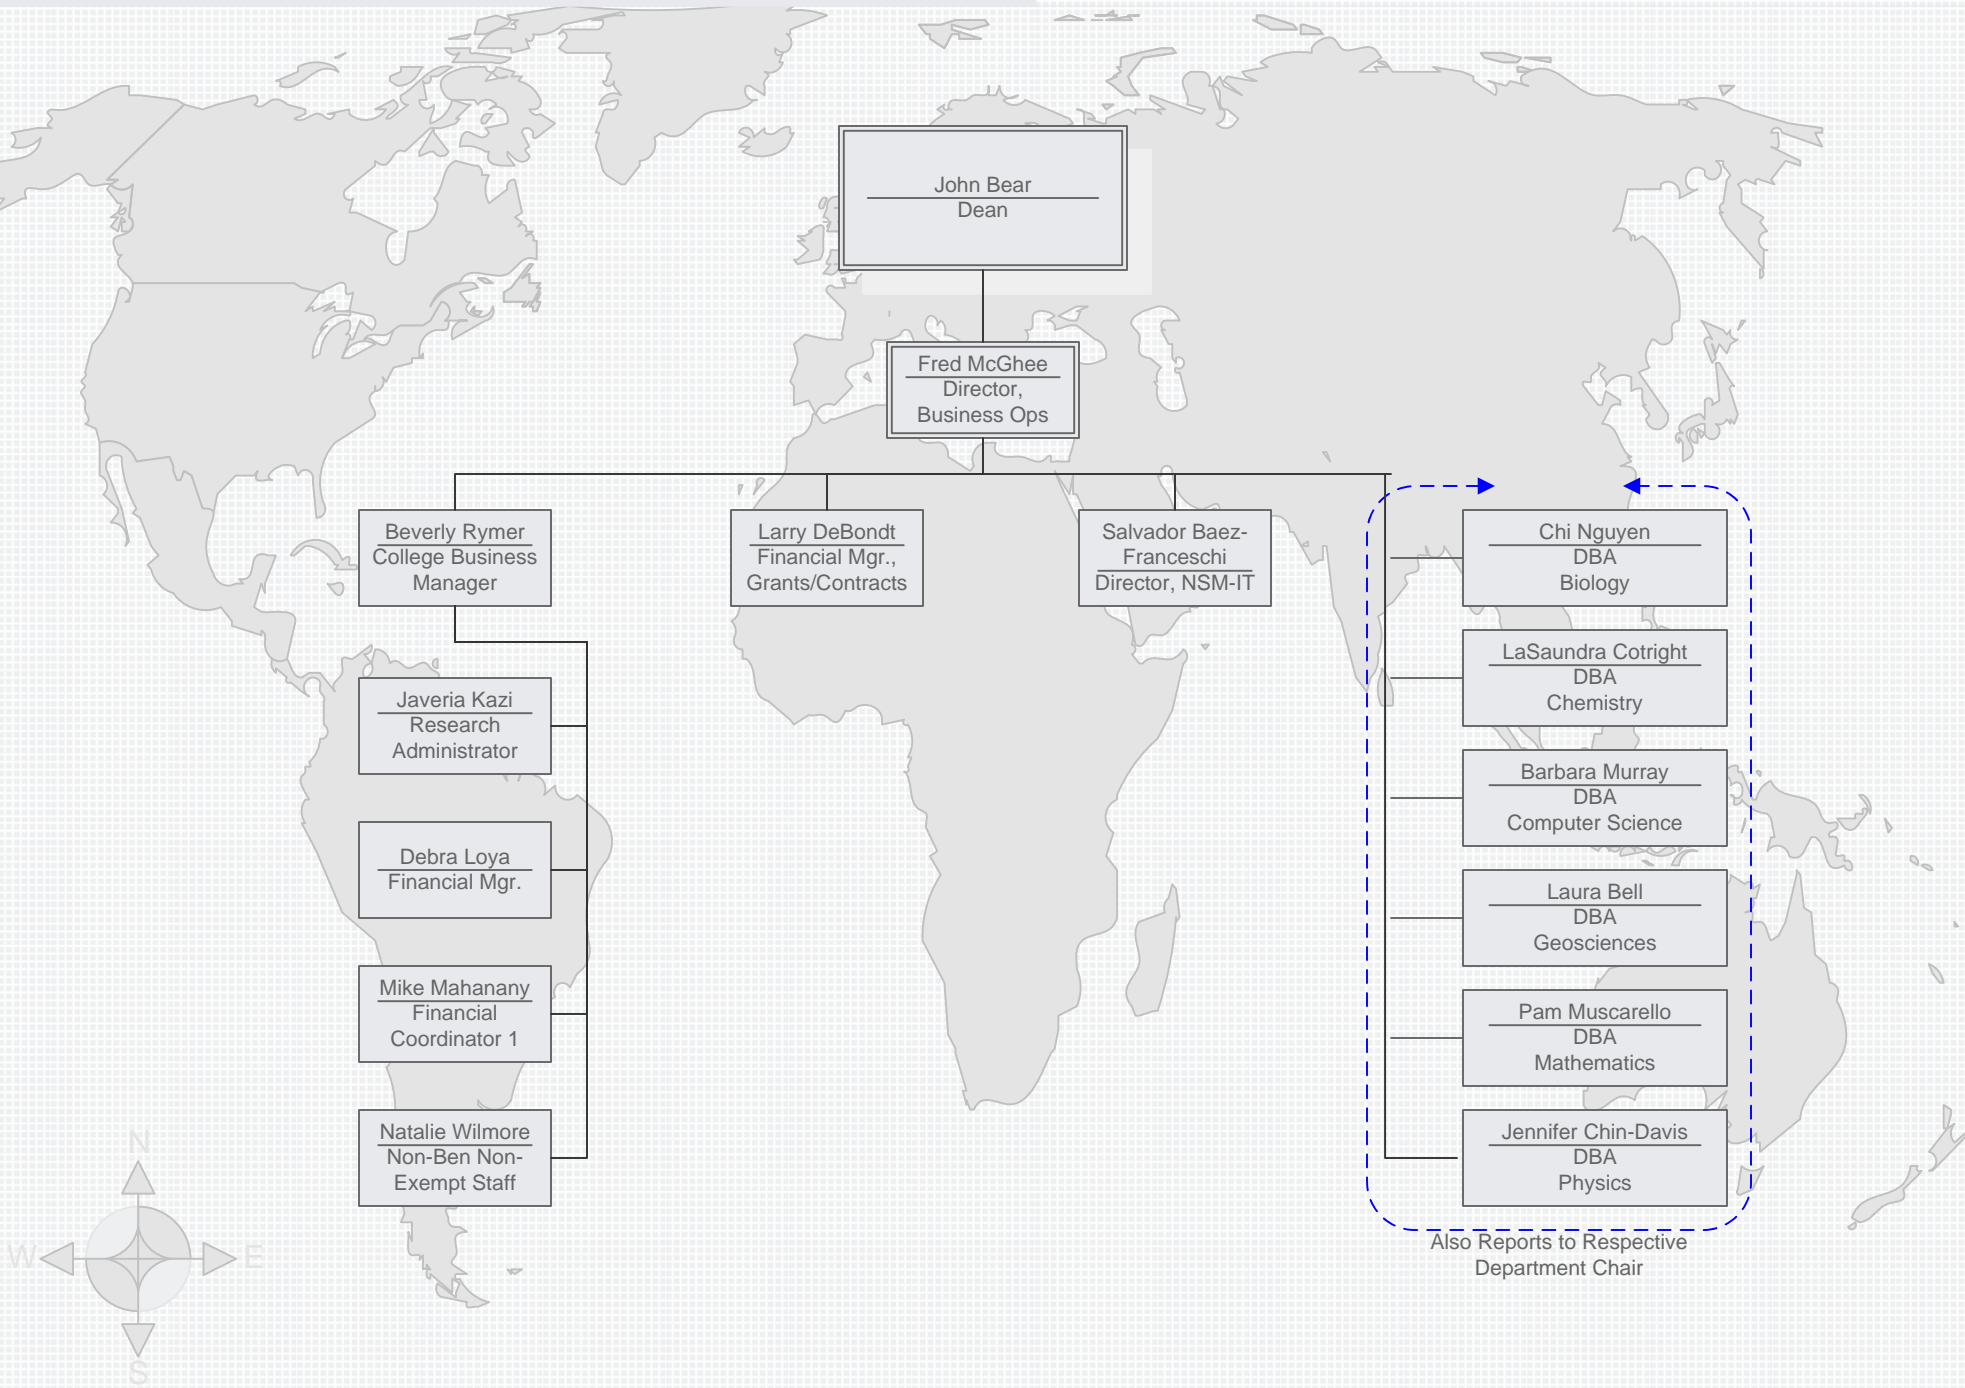 John Bear
Dean
Fred McGhee
Director,
Business Ops
Beverly Rymer
College Business
Manager
Larry DeBondt
Financial Mgr.,
Grants/Contracts
Salvador Baez-
Franceschi
Director, NSM-IT
Chi Nguyen
DBA
Biology
LaSaundra Cotright
DBA
Chemistry
Barbara Murray
DBA
Computer Science
Laura Bell
DBA
Geosciences
Pam Muscarello
DBA
Mathematics
Jennifer Chin-Davis
DBA
Physics
Also Reports to Respective
Department Chair
Javeria Kazi
Research
Administrator
Debra Loya
Financial Mgr.
Mike Mahanany
Financial
Coordinator 1
Natalie Wilmore
Non-Ben Non-
Exempt Staff
N
W
E
S